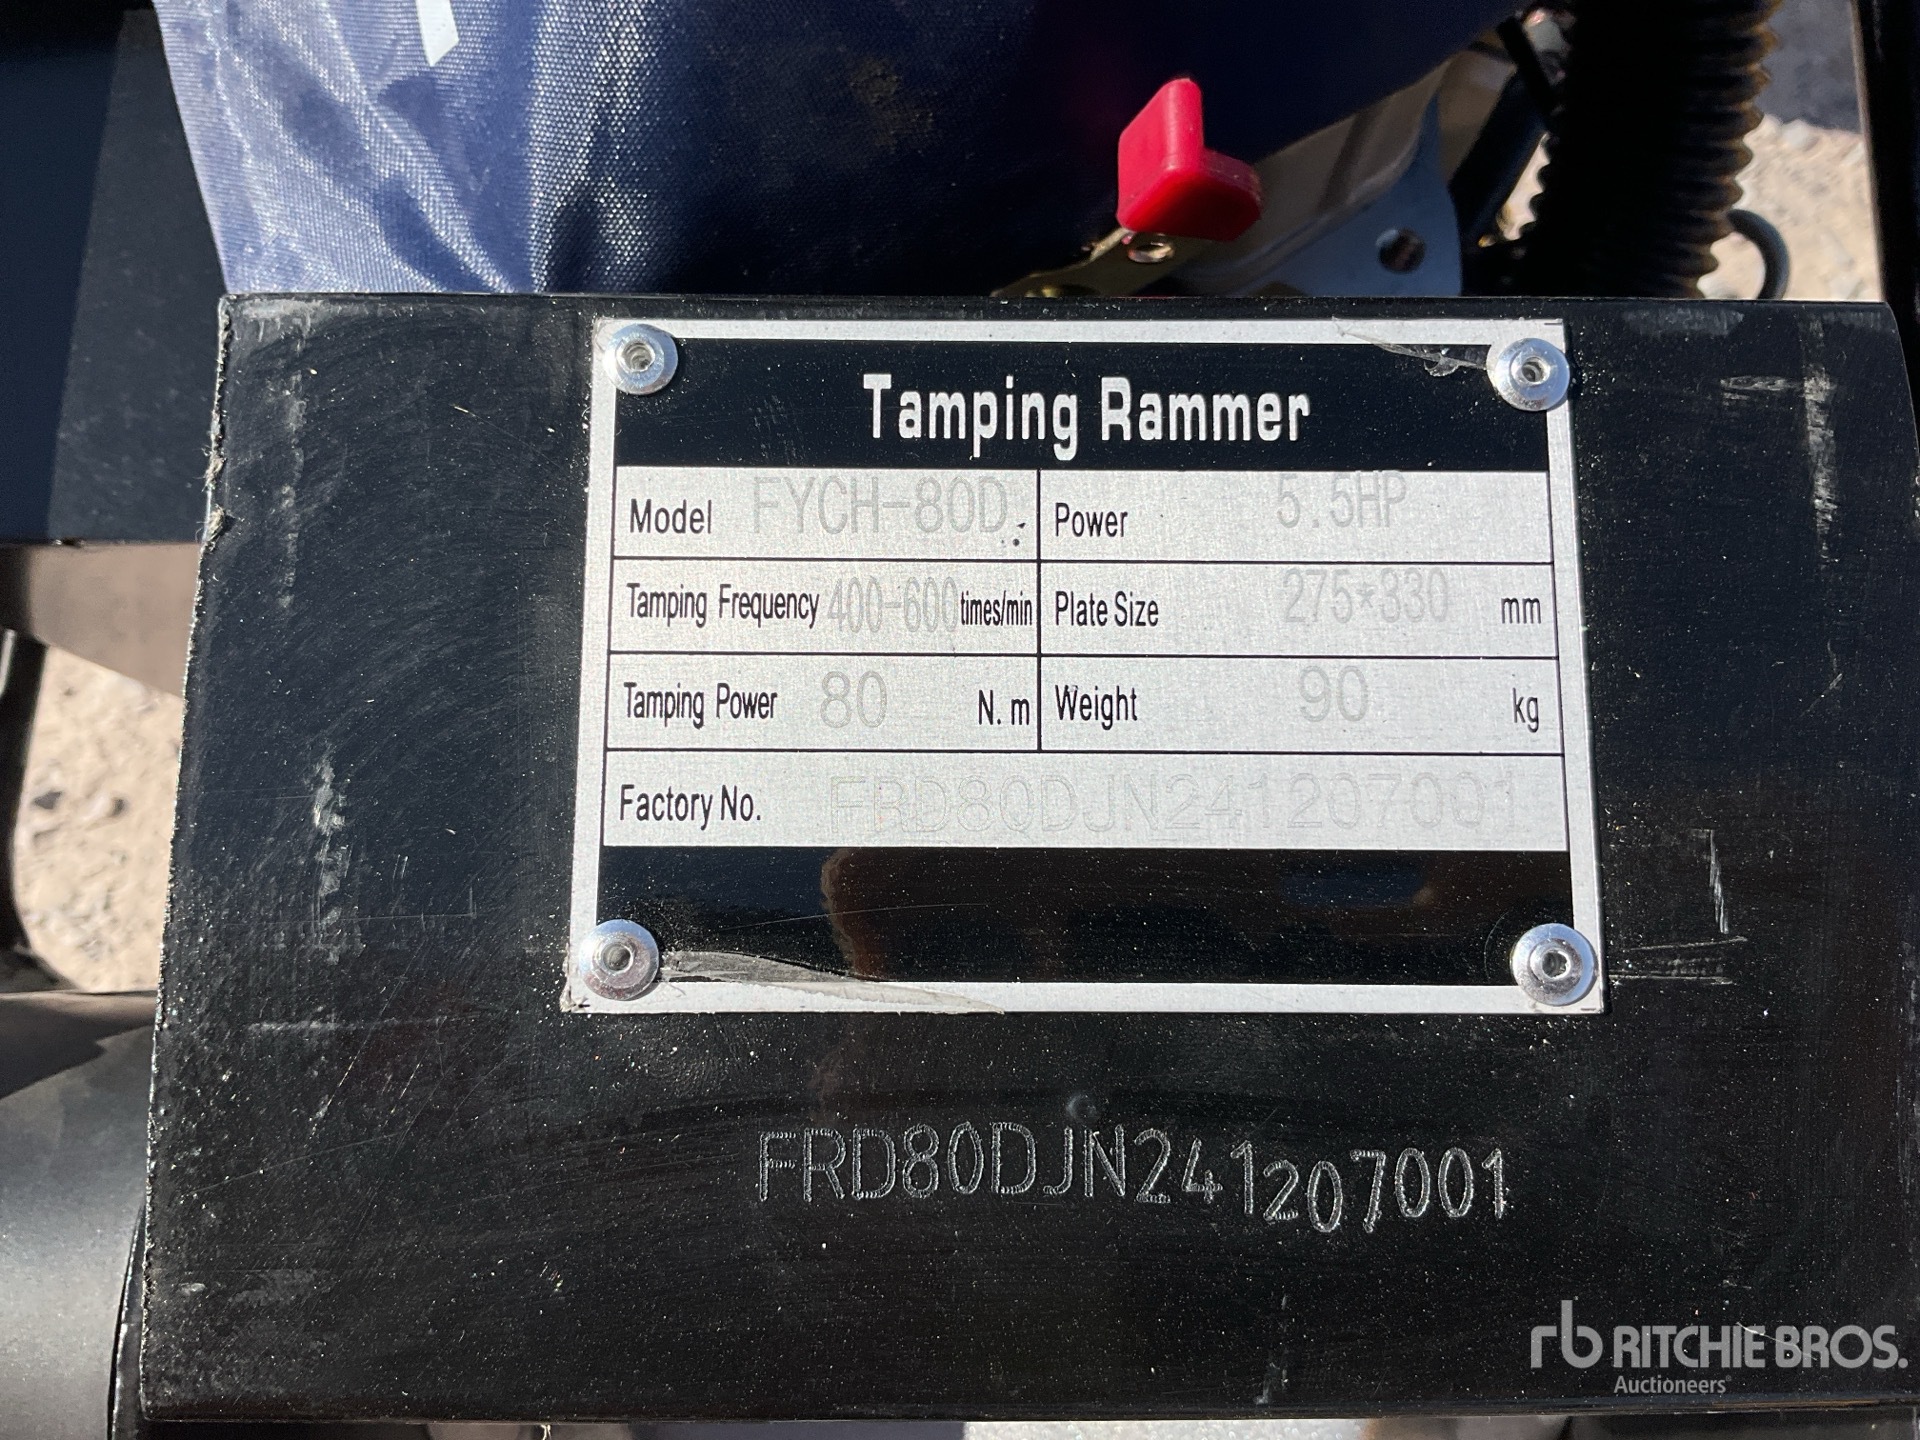 Tamping Rammer
Model FYCH-80D Power 5.5HP
Tamping Frequency 400-600 times/min Plate Size 275*330 mm
Tamping Power 80 N.m Weight 90 kg
Factory No. FRD80DJN241207001
FRD80DJN241207001
rb RITCHIE BROS.
Auctioneers